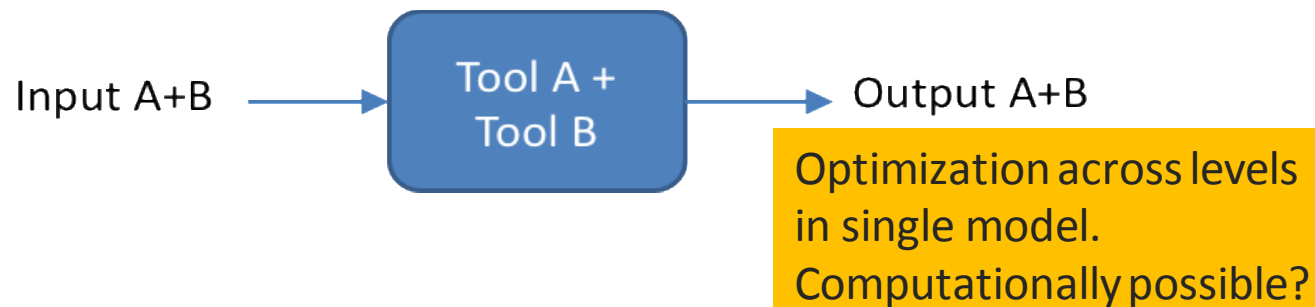 Input A+B
Tool A +
Tool B
Output A+B
Optimization across levels
in single model.
Computationally possible?